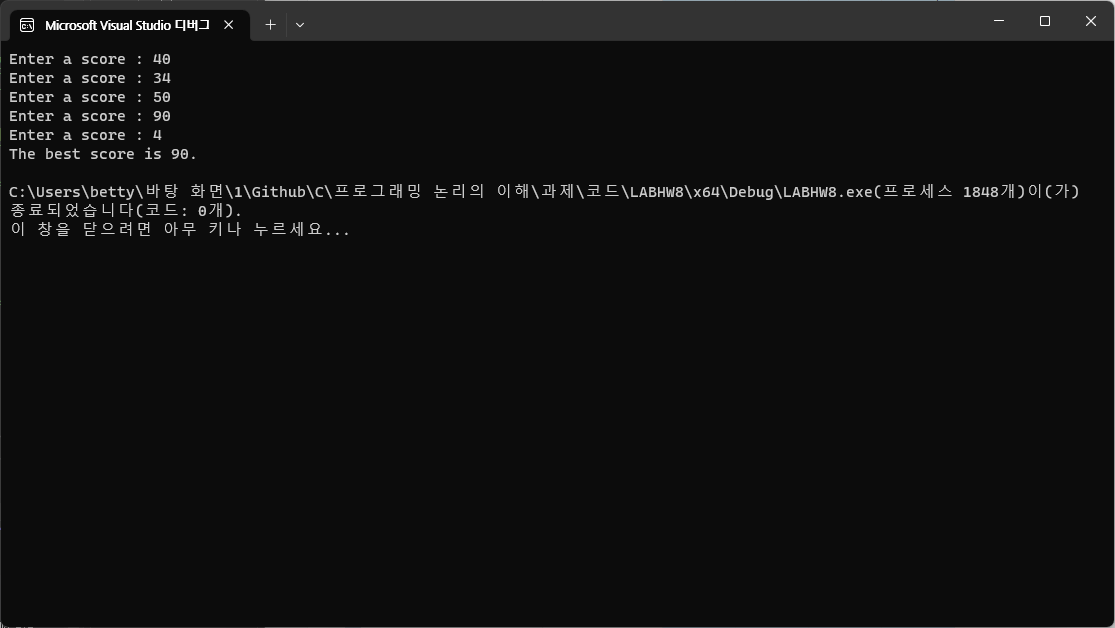 Microsoft Visual Studio 디버그
Enter a score : 40
Enter a score : 34
Enter a score : 50
Enter a score : 90
Enter a score : 4
The best score is 90.
C:\Users\betty\바탕 화면\1\Github\C\프로그래밍 논리의 이해\과제\코드\LABHW8\x64\Debug\LABHW8.exe(프로세스 1848개)이(가)
종료되었습니다(코드: 0개).
이 창을 닫으려면 아무 키나 누르세요...